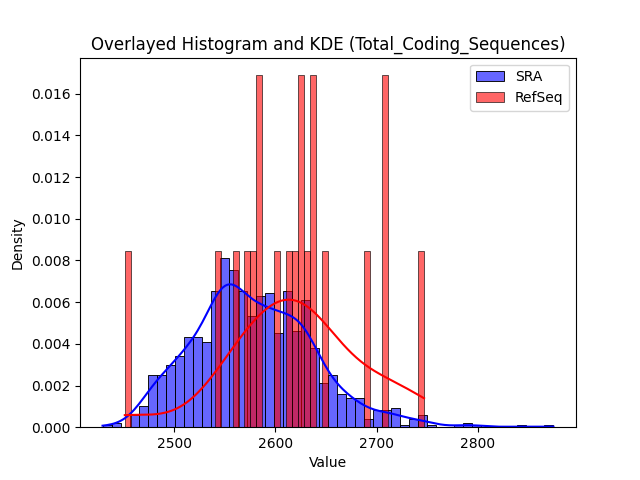 Overlayed Histogram and KDE (Total_Coding_Sequences)
SRA
RefSeq
0.016
0.014
0.012
0.010
0.008
0.006
0.004
0.002
0.000
Density
2500 2600 2700 2800
Value